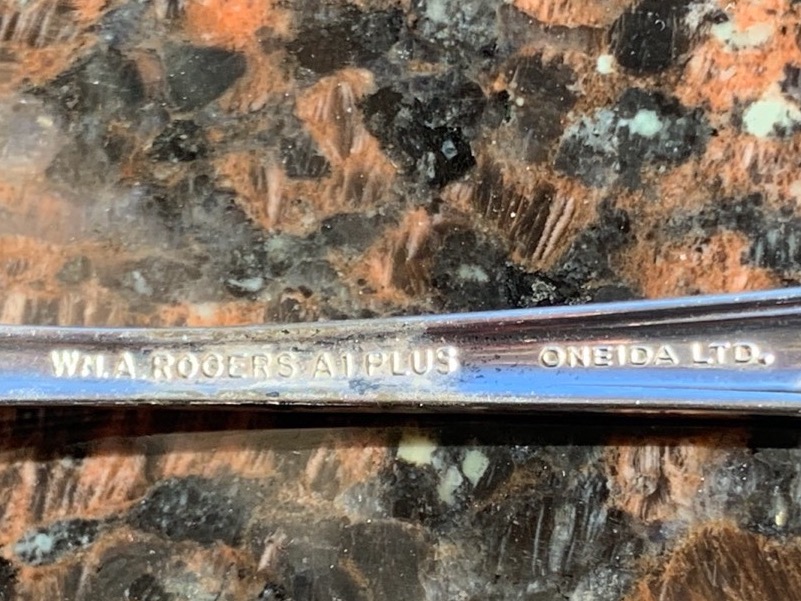 WM. A. ROGERS A1 PLUS ONEIDA LTD.